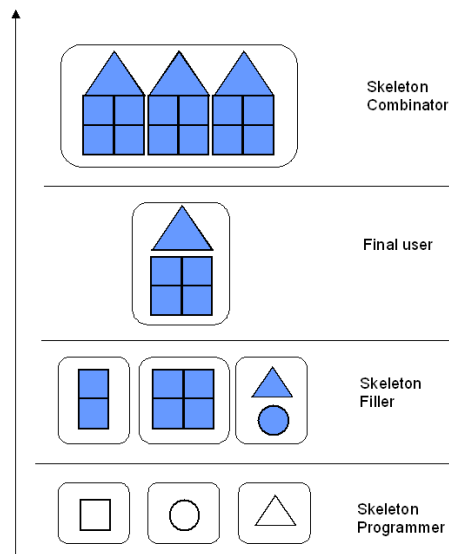 Skeleton
Combinator
Final user
Skeleton
Filler
Skeleton
Programmer